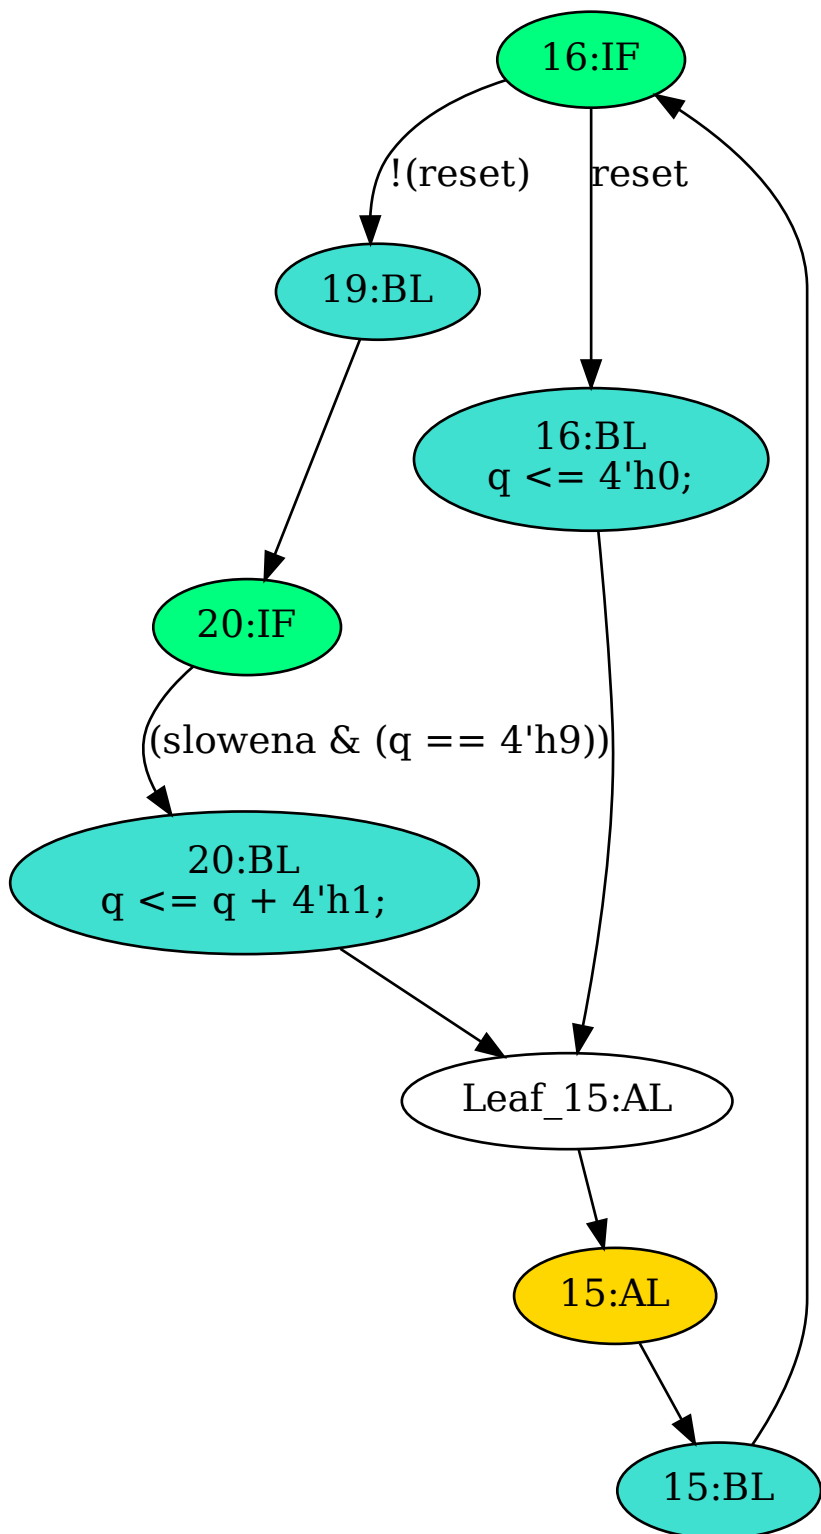 16:IF
!(reset)
reset
19:BL
16:BL
q <= 4'h0;
20:IF
(slowena & (q == 4'h9))
20:BL
q <= q + 4'h1;
Leaf_15:AL
15:AL
15:BL